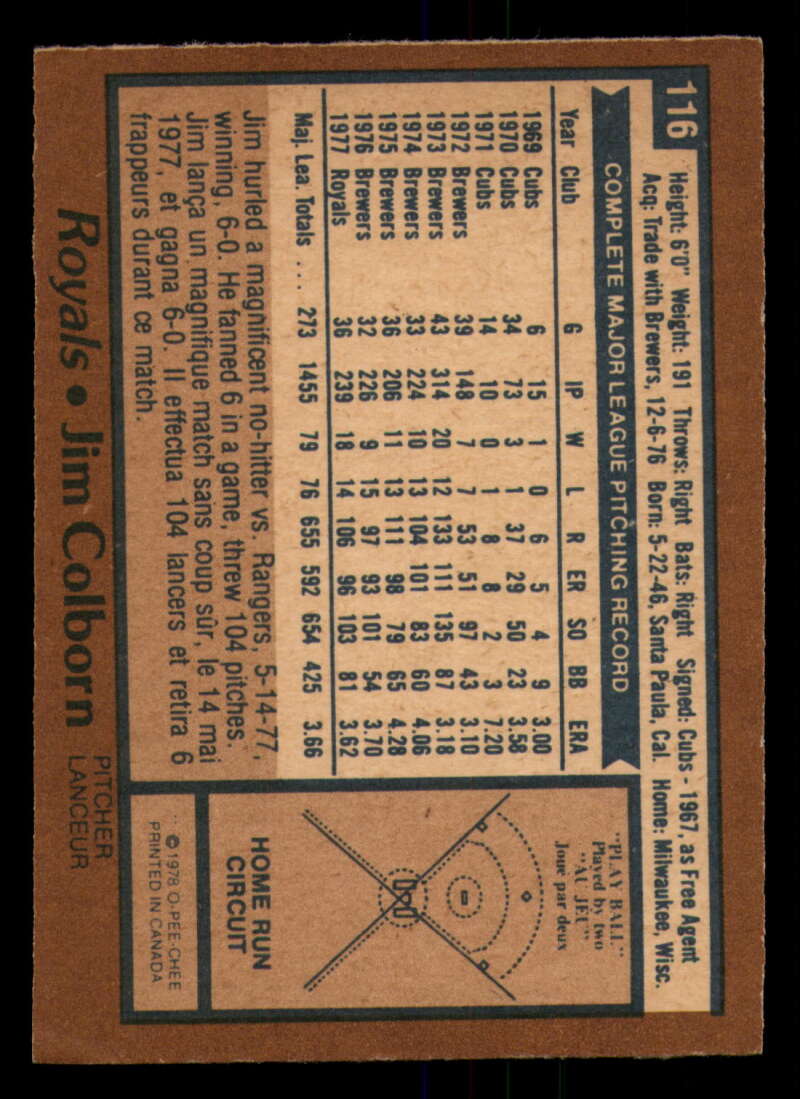 116
Height: 6'0" Weight: 191 Throws: Right Bats: Right Signed: Cubs - 1967, as Free Agent
Acq: Trade with Brewers, 12-6-76 Born: 5-22-46, Santa Paula, Cal. Home: Milwaukee, Wisc.
COMPLETE MAJOR LEAGUE PITCHING RECORD
Year Club G IP W L R ER SO BB ERA
1969 Cubs 6 15 1 0 6 5 4 9 3.00
1970 Cubs 34 73 3 1 37 29 50 23 3.58
1971 Cubs 14 10 0 1 8 8 2 3 7.20
1972 Brewers 39 148 7 7 53 51 97 43 3.10
1973 Brewers 43 314 20 12 133 111 135 87 3.18
1974 Brewers 33 224 10 13 104 101 83 60 4.06
1975 Brewers 36 206 11 13 111 98 79 65 4.28
1976 Brewers 32 226 9 15 97 93 101 54 3.70
1977 Royals 36 239 18 14 106 96 103 81 3.62
Maj. Lea. Totals ... 273 1455 79 76 655 592 654 425 3.66
Jim hurled a magnificent no-hitter vs. Rangers, 5-14-77,
winning, 6-0. He fanned 6 in a game, threw 104 pitches.
Jim lança un magnifique match sans coup sûr, le 14 mai
1977, et gagna 6-0. Il effectua 104 lancers et retira 6
frappeurs durant ce match.
"PLAY BALL"
Played by two
"AU JEU"
Joué par deux
HOME RUN
CIRCUIT
© 1978 O-PEE-CHEE
PRINTED IN CANADA
Royals • Jim Colborn PITCHER
LANCEUR